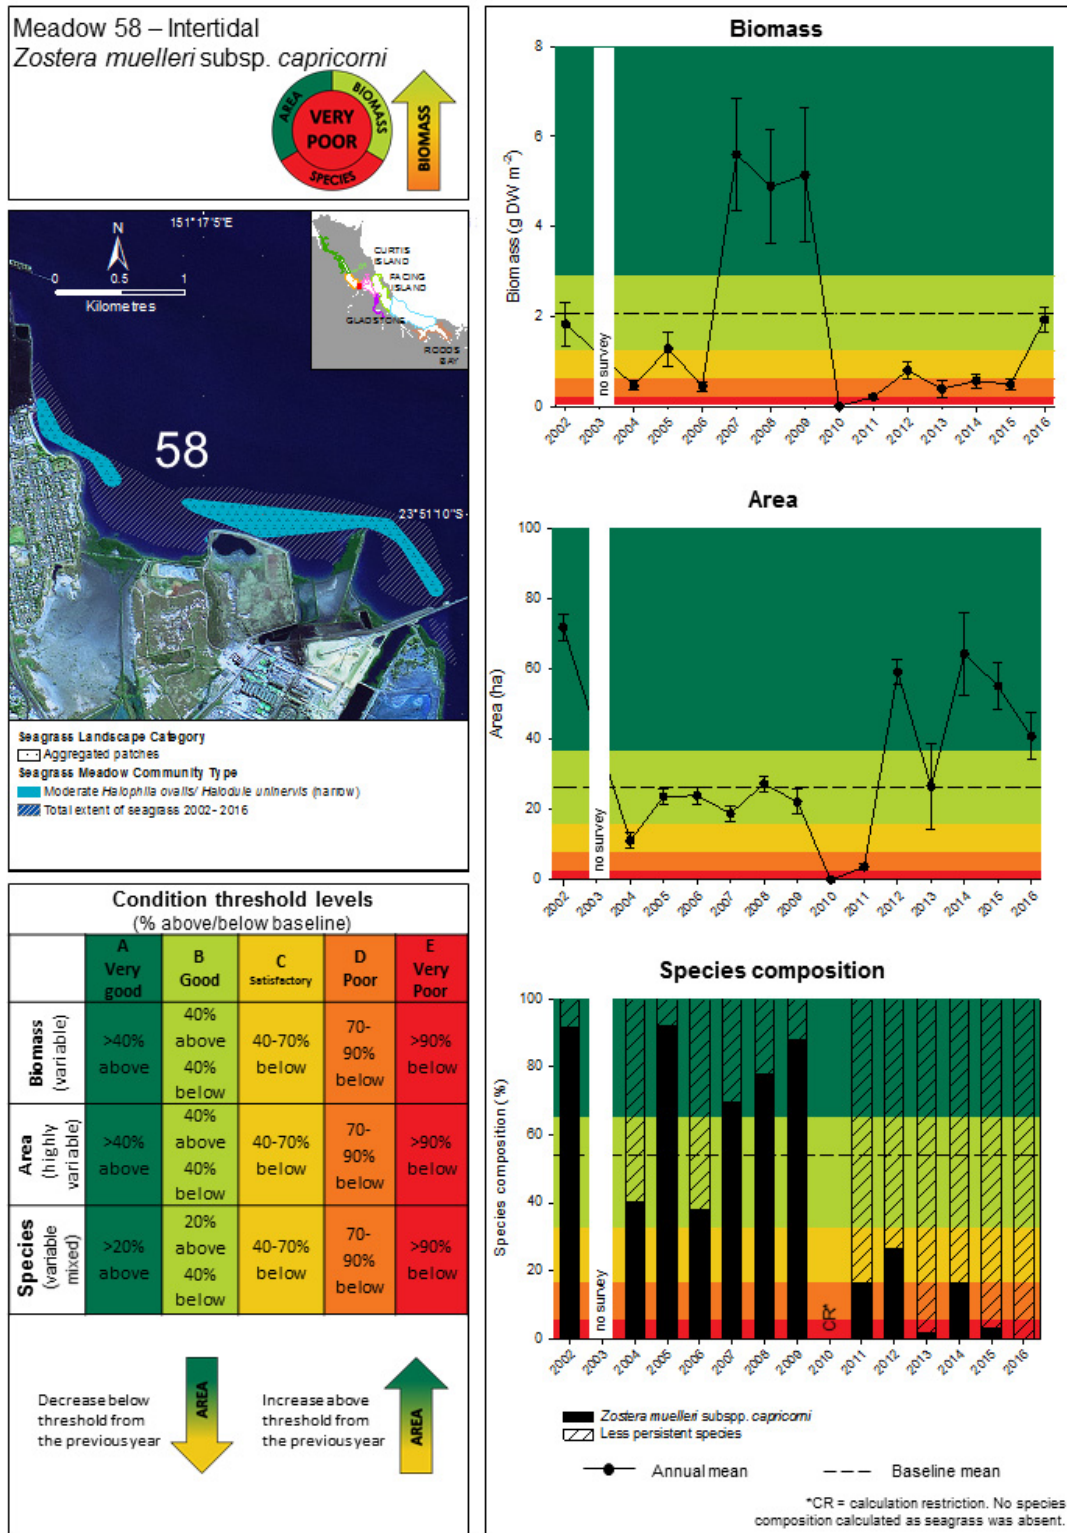 Meadow 58 – Intertidal
Zostera muelleri subsp. capricorni
AREA
BIOMASS
VERY
POOR
SPECIES
BIOMASS
151° 17'5"E
N
0 0.5 1
Kilometres
CURTIS
ISLAND
FACING
ISLAND
GLADSTONE
RODDS
BAY
58
23°51'10"S
Seagrass Landscape Category
Aggregated patches
Seagrass Meadow Community Type
Moderate Halophila ovalis/ Halodule uninervis (narrow)
Total extent of seagrass 2002- 2016
Condition threshold levels
(% above/below baseline)
A
Very
good
B
Good
C
Satisfactory
D
Poor
E
Very
Poor
Biomass
(variable)
>40%
above
40%
above
40%
below
40-70%
below
70-
90%
below
>90%
below
Area
(highly
variable)
>40%
above
40%
above
40%
below
40-70%
below
70-
90%
below
>90%
below
Species
(variable
mixed)
>20%
above
20%
above
40%
below
40-70%
below
70-
90%
below
>90%
below
Decrease below
threshold from
the previous year
AREA
Increase above
threshold from
the previous year
AREA
Biomass
Biomass (g DW m-2)
8
6
4
2
0
no survey
2002 2003 2004 2005 2006 2007 2008 2009 2010 2011 2012 2013 2014 2015 2016
Area
Area (ha)
100
80
60
40
20
0
no survey
2002 2003 2004 2005 2006 2007 2008 2009 2010 2011 2012 2013 2014 2015 2016
Species composition
Species composition (%)
100
80
60
40
20
0
no survey
CR*
2002 2003 2004 2005 2006 2007 2008 2009 2010 2011 2012 2013 2014 2015 2016
Zostera muelleri subspp. capricorni
Less persistent species
Annual mean
Baseline mean
*CR = calculation restriction. No species
composition calculated as seagrass was absent.